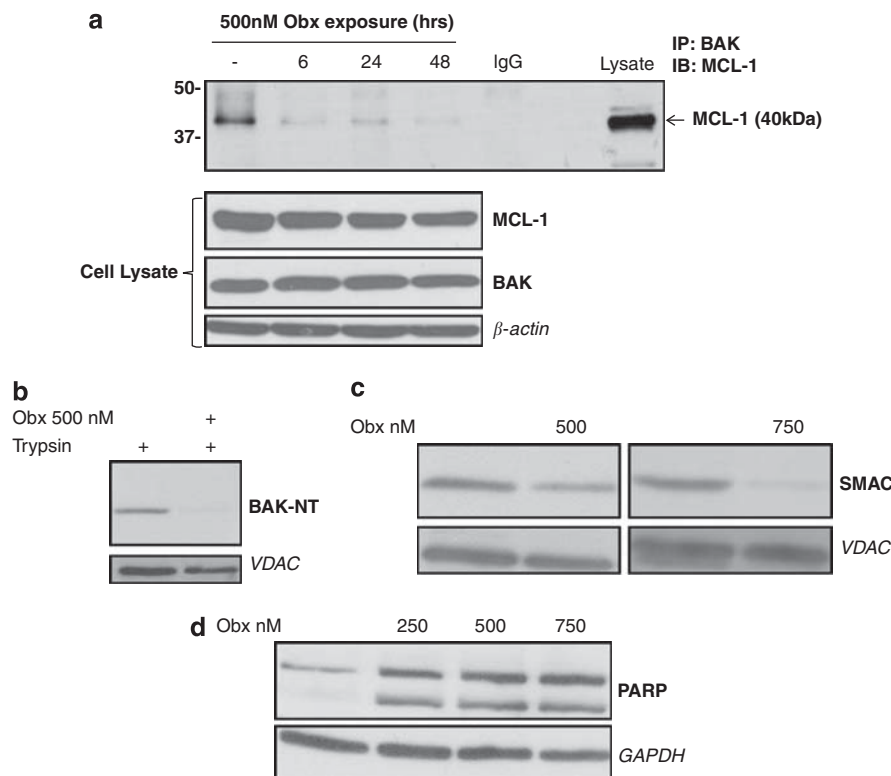 a
500nM Obx exposure (hrs)
- 6 24 48 IgG Lysate
IP: BAK
IB: MCL-1
50-
37-
← MCL-1 (40kDa)
Cell Lysate
MCL-1
BAK
β-actin
b
Obx 500 nM +
Trypsin + +
BAK-NT
VDAC
c
Obx nM 500 750
SMAC
VDAC
d
Obx nM 250 500 750
PARP
GAPDH